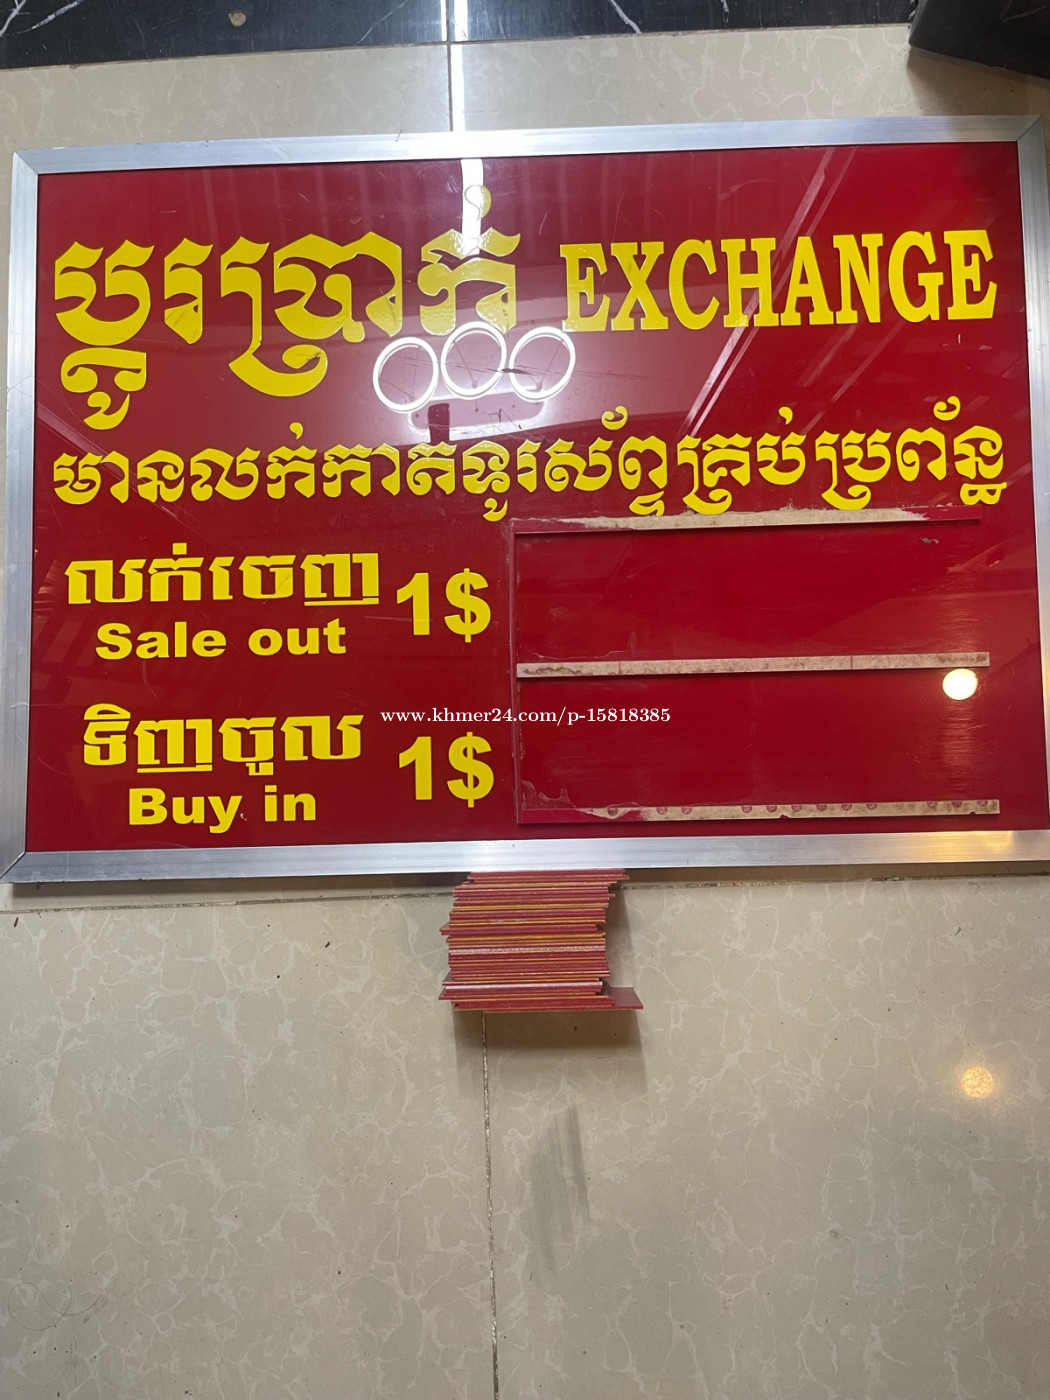 ប្តូរប្រាក់ EXCHANGE
មានលក់កាតទូរស័ព្ទគ្រប់ប្រព័ន្ធ
លក់ចេញ 1$
Sale out
ទិញចូល 1$
Buy in
www.khmer24.com/p-15818385